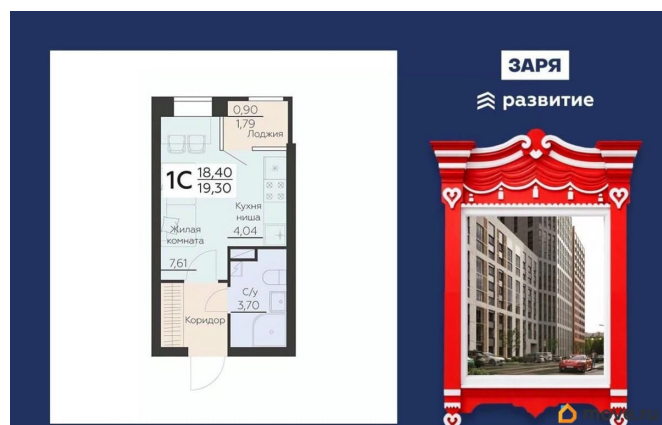 ЗАРЯ
развитие
0,90
1,79
Лоджия
1С
18,40
19,30
Кухня
ниша
4,04
Жилая
комната
7,61
С/у
3,70
Коридор